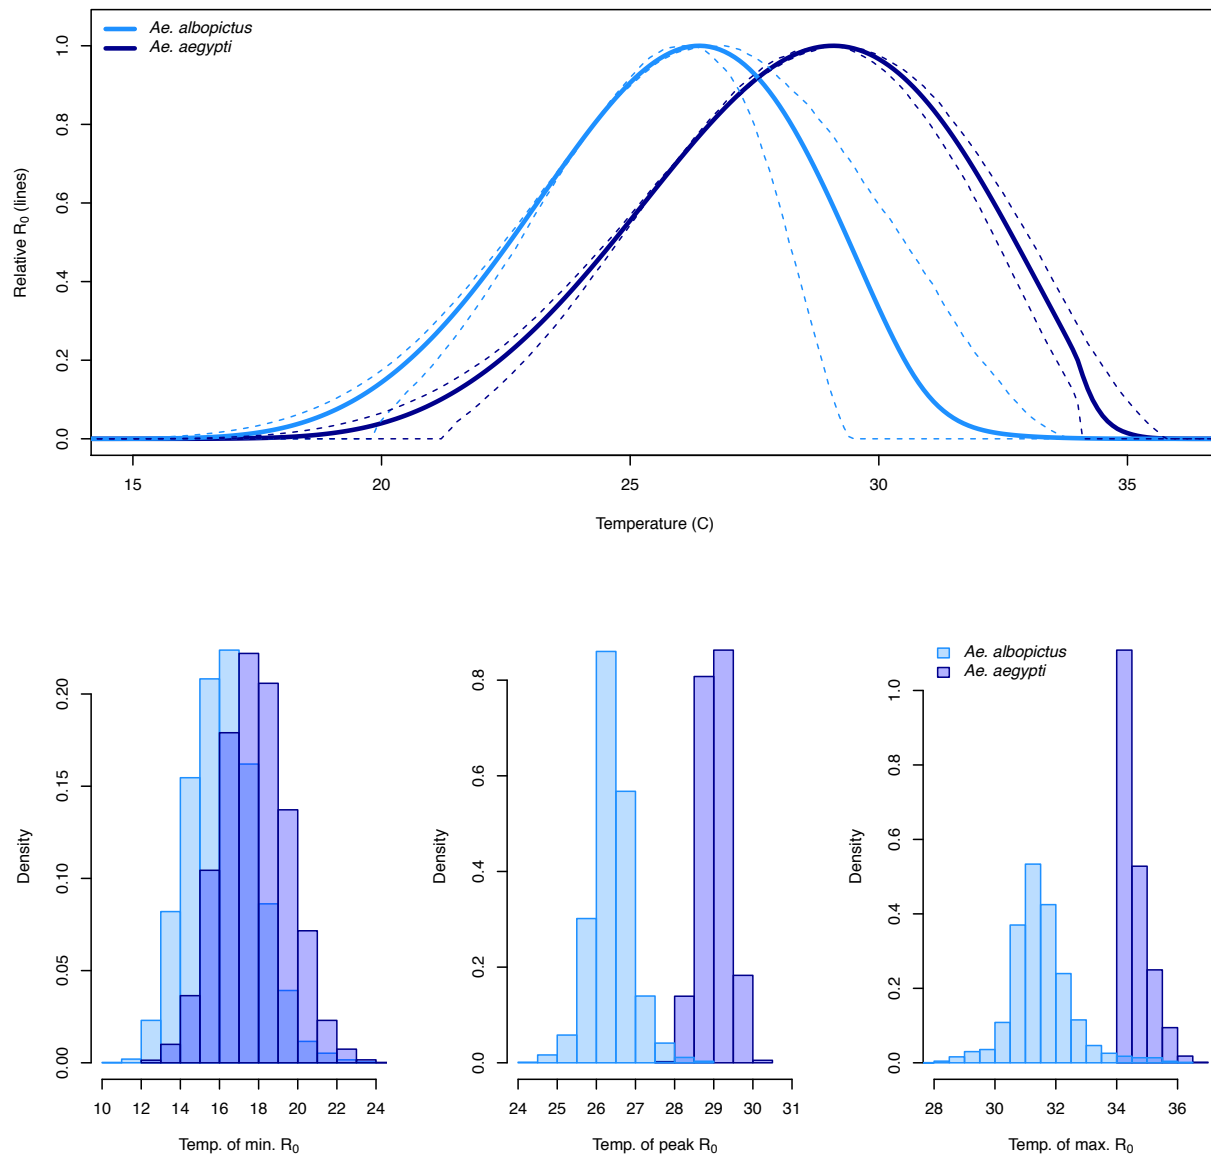 Ae. albopictus
Ae. aegypti
Relative R0 (lines)
0.0 0.2 0.4 0.6 0.8 1.0
15 20 25 30 35
Temperature (C)
Density
0.00 0.05 0.10 0.15 0.20
10 12 14 16 18 20 22 24
Temp. of min. R0
Density
0.0 0.2 0.4 0.6 0.8
24 25 26 27 28 29 30 31
Temp. of peak R0
Ae. albopictus
Ae. aegypti
Density
0.0 0.2 0.4 0.6 0.8 1.0
28 30 32 34 36
Temp. of max. R0